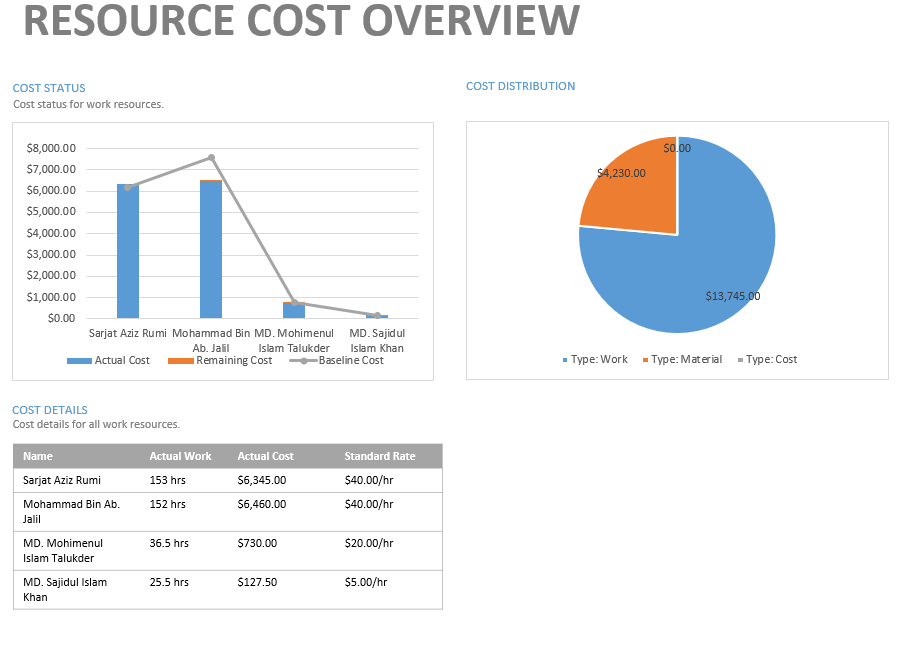 RESOURCE COST OVERVIEW
COST STATUS
Cost status for work resources.
$8,000.00
$7,000.00
$6,000.00
$5,000.00
$4,000.00
$3,000.00
$2,000.00
$1,000.00
$0.00
Sarjat Aziz Rumi Mohammad Bin MD. Mohimenul MD. Sajidul
Ab. Jalil Islam Talukder Islam Khan
Actual Cost Remaining Cost Baseline Cost
COST DISTRIBUTION
$0.00
$4,230.00
$13,745.00
Type: Work Type: Material Type: Cost
COST DETAILS
Cost details for all work resources.
Name Actual Work Actual Cost Standard Rate
Sarjat Aziz Rumi 153 hrs $6,345.00 $40.00/hr
Mohammad Bin Ab. 152 hrs $6,460.00 $40.00/hr
Jalil
MD. Mohimenul 36.5 hrs $730.00 $20.00/hr
Islam Talukder
MD. Sajidul Islam 25.5 hrs $127.50 $5.00/hr
Khan